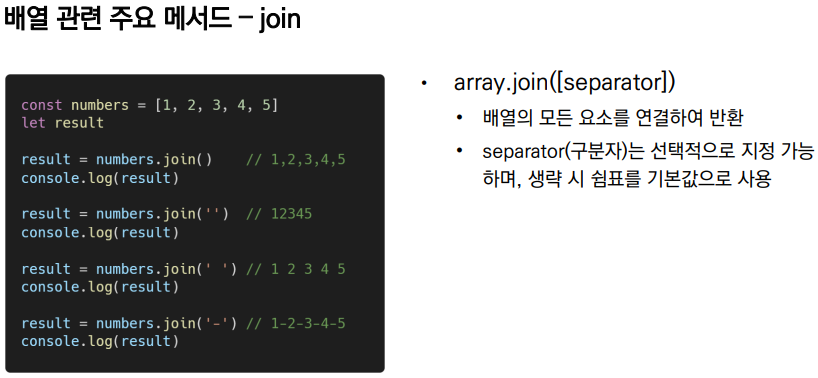 배열 관련 주요 메서드 – join
const numbers = [1, 2, 3, 4, 5]
let result
result = numbers.join()    // 1,2,3,4,5
console.log(result)
result = numbers.join('')  // 12345
console.log(result)
result = numbers.join(' ') // 1 2 3 4 5
console.log(result)
result = numbers.join('-') // 1-2-3-4-5
console.log(result)
• array.join([separator])
• 배열의 모든 요소를 연결하여 반환
• separator(구분자)는 선택적으로 지정 가능
하며, 생략 시 쉼표를 기본값으로 사용